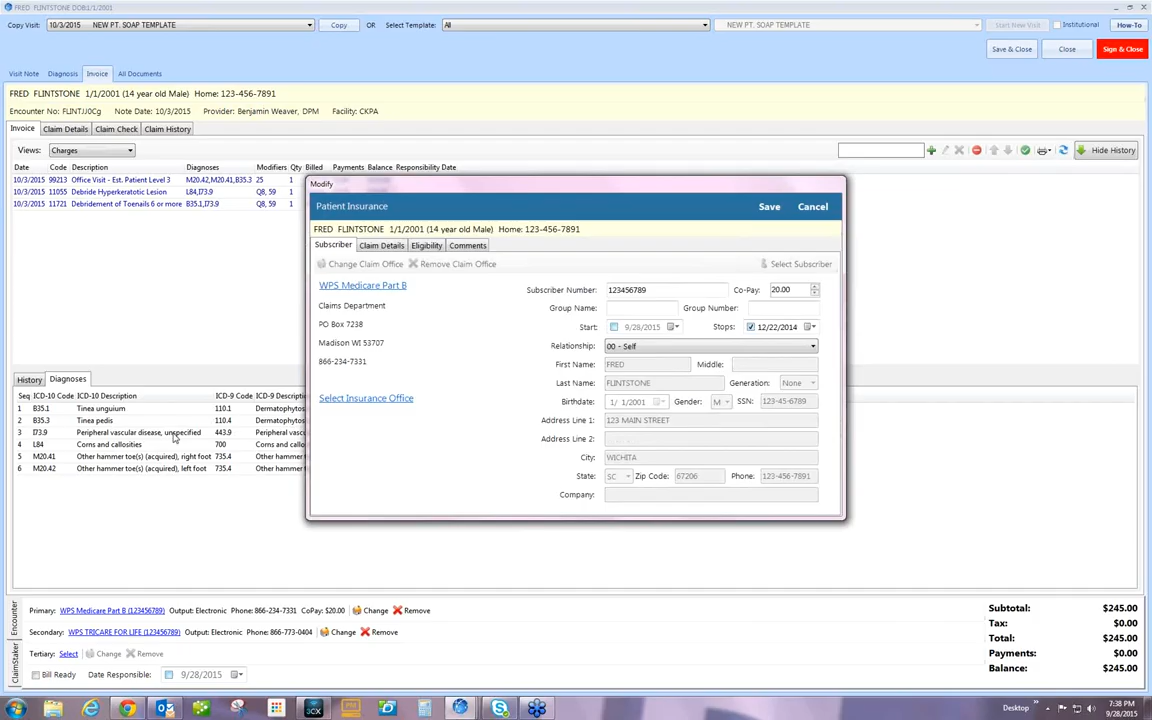 FRED FLINTSTONE DOB:1/1/2001
Copy Visit: 10/3/2015 NEW PT. SOAP TEMPLATE Copy OR Select Template: All NEW PT. SOAP TEMPLATE Start New Visit Institutional How-To
Save & Close Close Sign & Close
Visit Note Diagnosis Invoice All Documents
FRED FLINTSTONE 1/1/2001 (14 year old Male) Home: 123-456-7891
Encounter No: FLINTJJ0Cg Note Date: 10/3/2015 Provider: Benjamin Weaver, DPM Facility: CKPA
Invoice Claim Details Claim Check Claim History
Views: Charges Hide History
Date Code Description Diagnoses Modifiers Qty Billed Payments Balance Responsibility Date
10/3/2015 99213 Office Visit - Est. Patient Level 3 M20.42,M20.41,B35.3 25 1
10/3/2015 11055 Debride Hyperkeratotic Lesion L84,I73.9 Q8, 59 1
10/3/2015 11721 Debridement of Toenails 6 or more B35.1,I73.9 Q8, 59 1
Modify
Patient Insurance Save Cancel
FRED FLINTSTONE 1/1/2001 (14 year old Male) Home: 123-456-7891
Subscriber Claim Details Eligibility Comments
Change Claim Office Remove Claim Office Select Subscriber
WPS Medicare Part B
Claims Department
PO Box 7238
Madison WI 53707
866-234-7331
Select Insurance Office
Subscriber Number: 123456789 Co-Pay: 20.00
Group Name: Group Number:
Start: 9/28/2015 Stops: 12/22/2014
Relationship: 00 - Self
First Name: FRED Middle:
Last Name: FLINTSTONE Generation: None
Birthdate: 1/ 1/2001 Gender: M SSN: 123-45-6789
Address Line 1: 123 MAIN STREET
Address Line 2:
City: WICHITA
State: SC Zip Code: 67206 Phone: 123-456-7891
Company:
History Diagnoses
Seq ICD-10 Code ICD-10 Description ICD-9 Code ICD-9 Descrip
1 B35.1 Tinea unguium 110.1 Dermatophytos
2 B35.3 Tinea pedis 110.4 Dermatophytos
3 I73.9 Peripheral vascular disease, unspecified 443.9 Peripheral vasc
4 L84 Corns and callosities 700 Corns and callo
5 M20.41 Other hammer toe(s) (acquired), right foot 735.4 Other hammer
6 M20.42 Other hammer toe(s) (acquired), left foot 735.4 Other hammer
Encounter
ClaimStaker
Primary: WPS Medicare Part B (123456789) Output: Electronic Phone: 866-234-7331 CoPay: $20.00 Change Remove
Secondary: WPS TRICARE FOR LIFE (123456789) Output: Electronic Phone: 866-773-0404 Change Remove
Tertiary: Select Change Remove
Bill Ready Date Responsible: 9/28/2015
Subtotal: $245.00
Tax: $0.00
Total: $245.00
Payments: $0.00
Balance: $245.00
3CX
Desktop 7:38 PM
9/28/2015